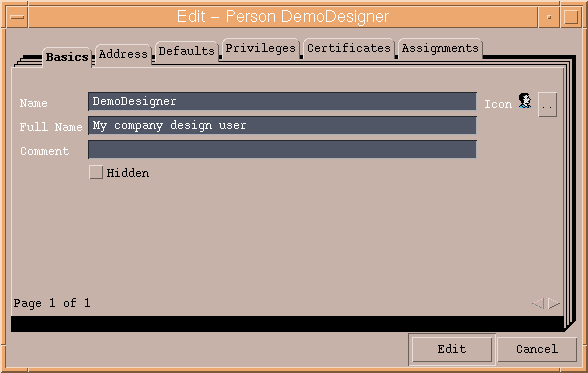 Edit - Person DemoDesigner
Basics Address Defaults Privileges Certificates Assignments
Name DemoDesigner Icon ..
Full Name My company design user
Comment
Hidden
Page 1 of 1
Edit Cancel